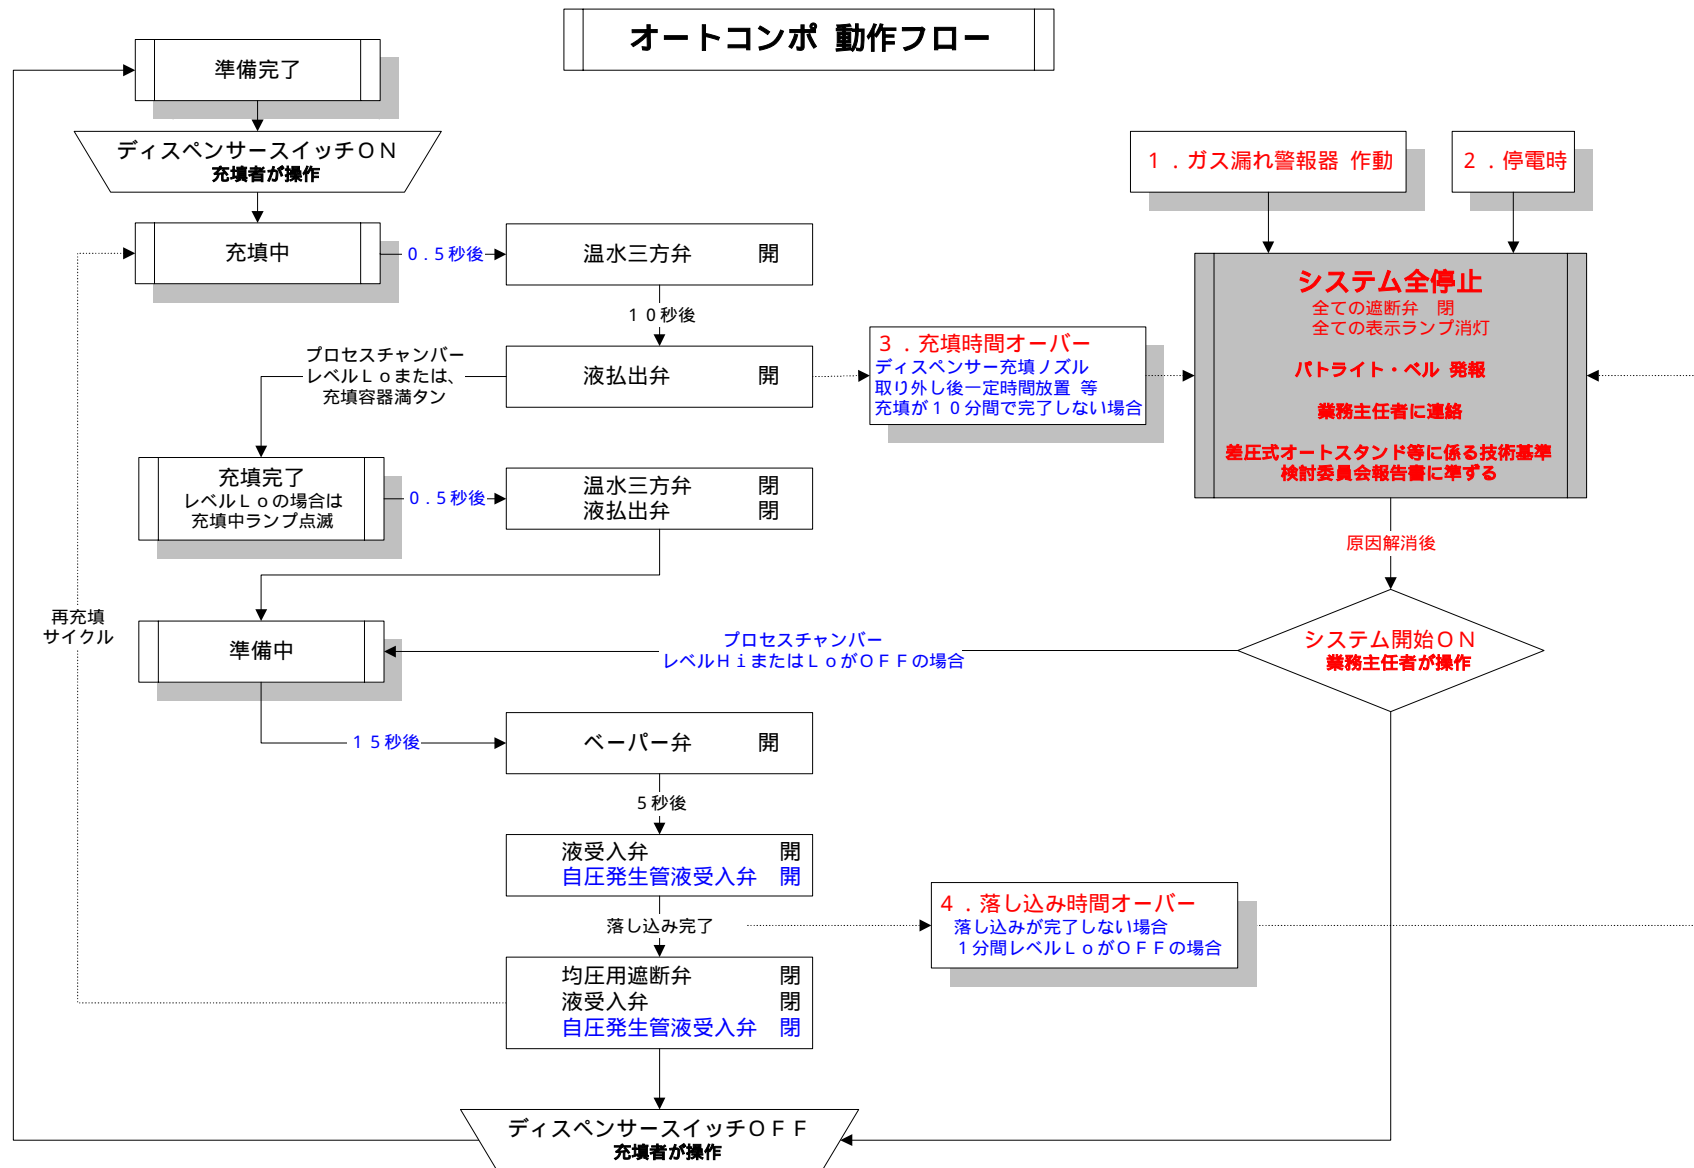 オートコンポ 動作フロー
準備完了
ディスペンサースイッチＯＮ
充填者が操作
充填中
０．５秒後
温水三方弁　開
１０秒後
液払出弁　開
プロセスチャンバー
レベルＬｏまたは、
充填容器満タン
充填完了
レベルＬｏの場合は
充填中ランプ点滅
０．５秒後
温水三方弁　閉
液払出弁　閉
再充填
サイクル
準備中
プロセスチャンバー
レベルＨｉまたはＬｏがＯＦＦの場合
１５秒後
ベーパー弁　開
５秒後
液受入弁　開
自圧発生管液受入弁　開
落し込み完了
均圧用遮断弁　閉
液受入弁　閉
自圧発生管液受入弁　閉
ディスペンサースイッチＯＦＦ
充填者が操作
１．ガス漏れ警報器 作動
２．停電時
３．充填時間オーバー
ディスペンサー充填ノズル
取り外し後一定時間放置 等
充填が１０分間で完了しない場合
システム全停止
全ての遮断弁　閉
全ての表示ランプ消灯
パトライト・ベル 発報
業務主任者に連絡
差圧式オートスタンド等に係る技術基準
検討委員会報告書に準ずる
原因解消後
システム開始ＯＮ
業務主任者が操作
４．落し込み時間オーバー
落し込みが完了しない場合
１分間レベルＬｏがＯＦＦの場合